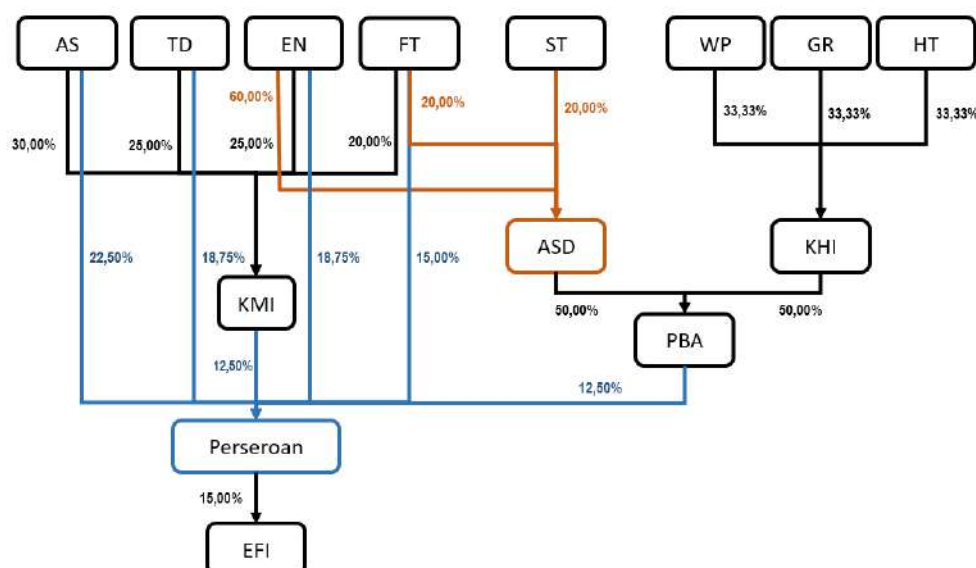 AS TD EN FT ST WP GR HT
60,00% 20,00% 20,00% 33,33% 33,33% 33,33%
30,00% 25,00% 25,00% 20,00%
22,50% 18,75% 18,75% 15,00% ASD KHI
KMI 50,00% 50,00%
PBA
12,50% 12,50%
Perseroan
15,00%
EFI